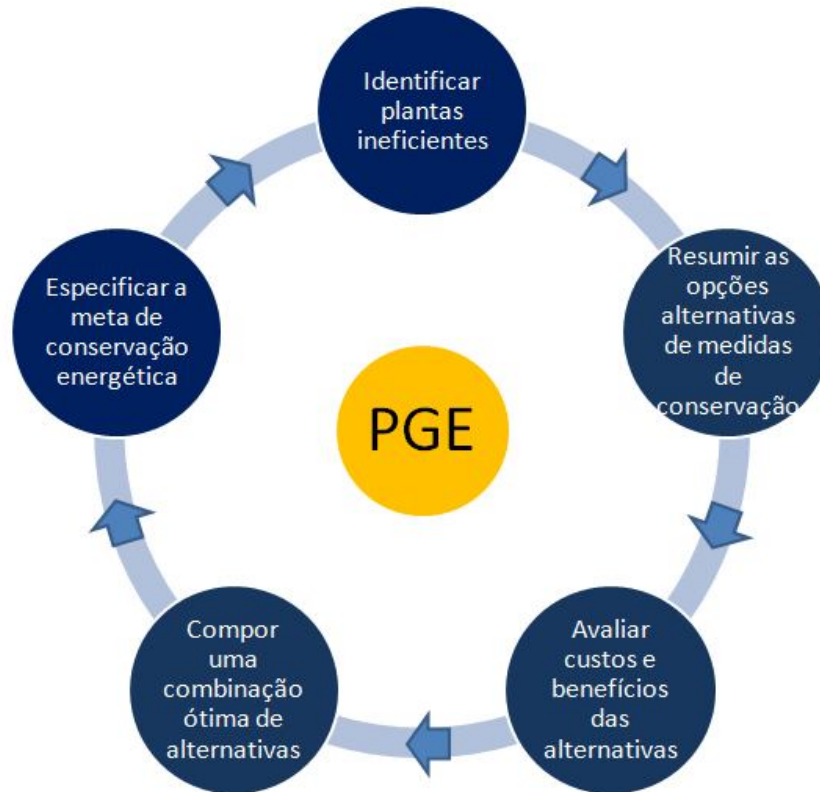 Identificar
plantas
ineficientes
Resumir as
opções
alternativas
de medidas
de
conservação
Avaliar
custos e
benefícios
das
alternativas
Compor
uma
combinação
ótima de
alternativas
Especificar a
meta de
conservação
energética
PGE